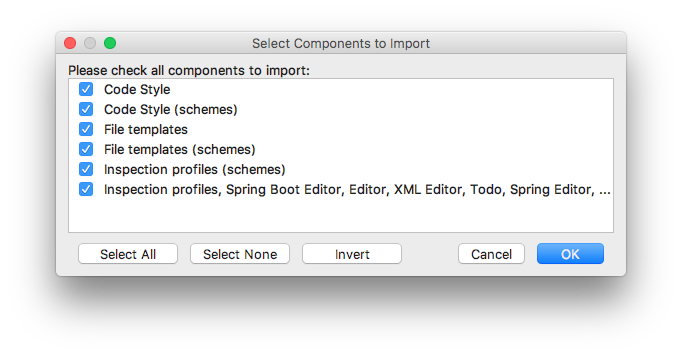 Select Components to Import
Please check all components to import:
Code Style
Code Style (schemes)
File templates
File templates (schemes)
Inspection profiles (schemes)
Inspection profiles, Spring Boot Editor, Editor, XML Editor, Todo, Spring Editor, ...
Select All Select None Invert Cancel OK